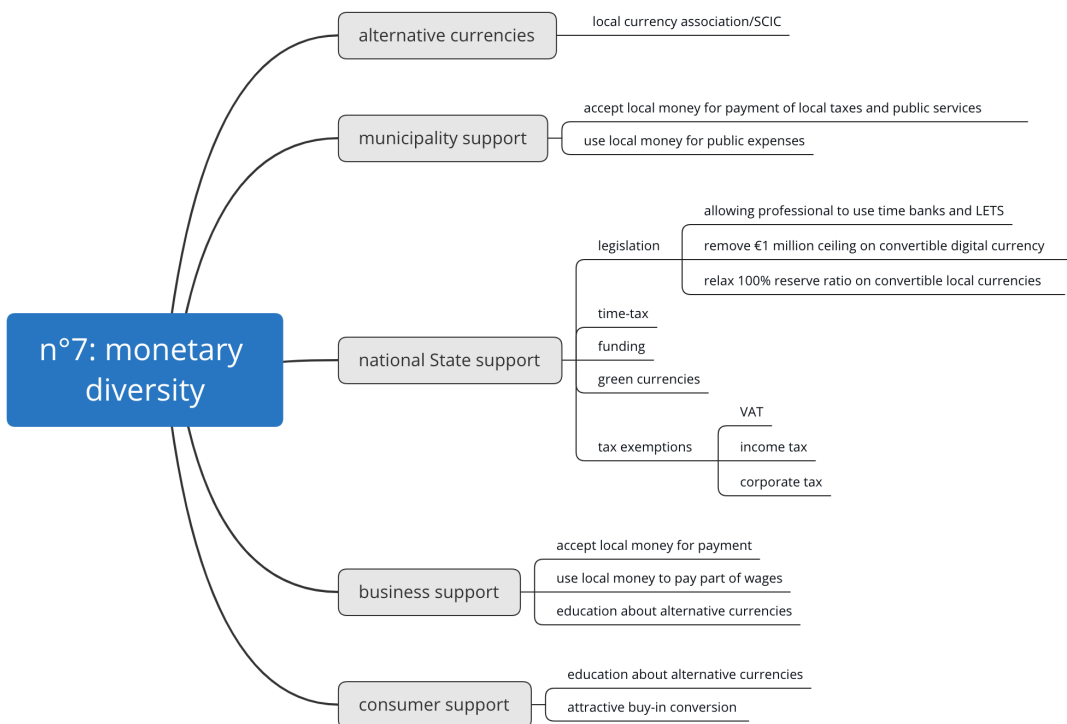 n°7: monetary
diversity
alternative currencies
local currency association/SCIC
municipality support
accept local money for payment of local taxes and public services
use local money for public expenses
national State support
legislation
allowing professional to use time banks and LETS
remove €1 million ceiling on convertible digital currency
relax 100% reserve ratio on convertible local currencies
time-tax
funding
green currencies
tax exemptions
VAT
income tax
corporate tax
business support
accept local money for payment
use local money to pay part of wages
education about alternative currencies
consumer support
education about alternative currencies
attractive buy-in conversion